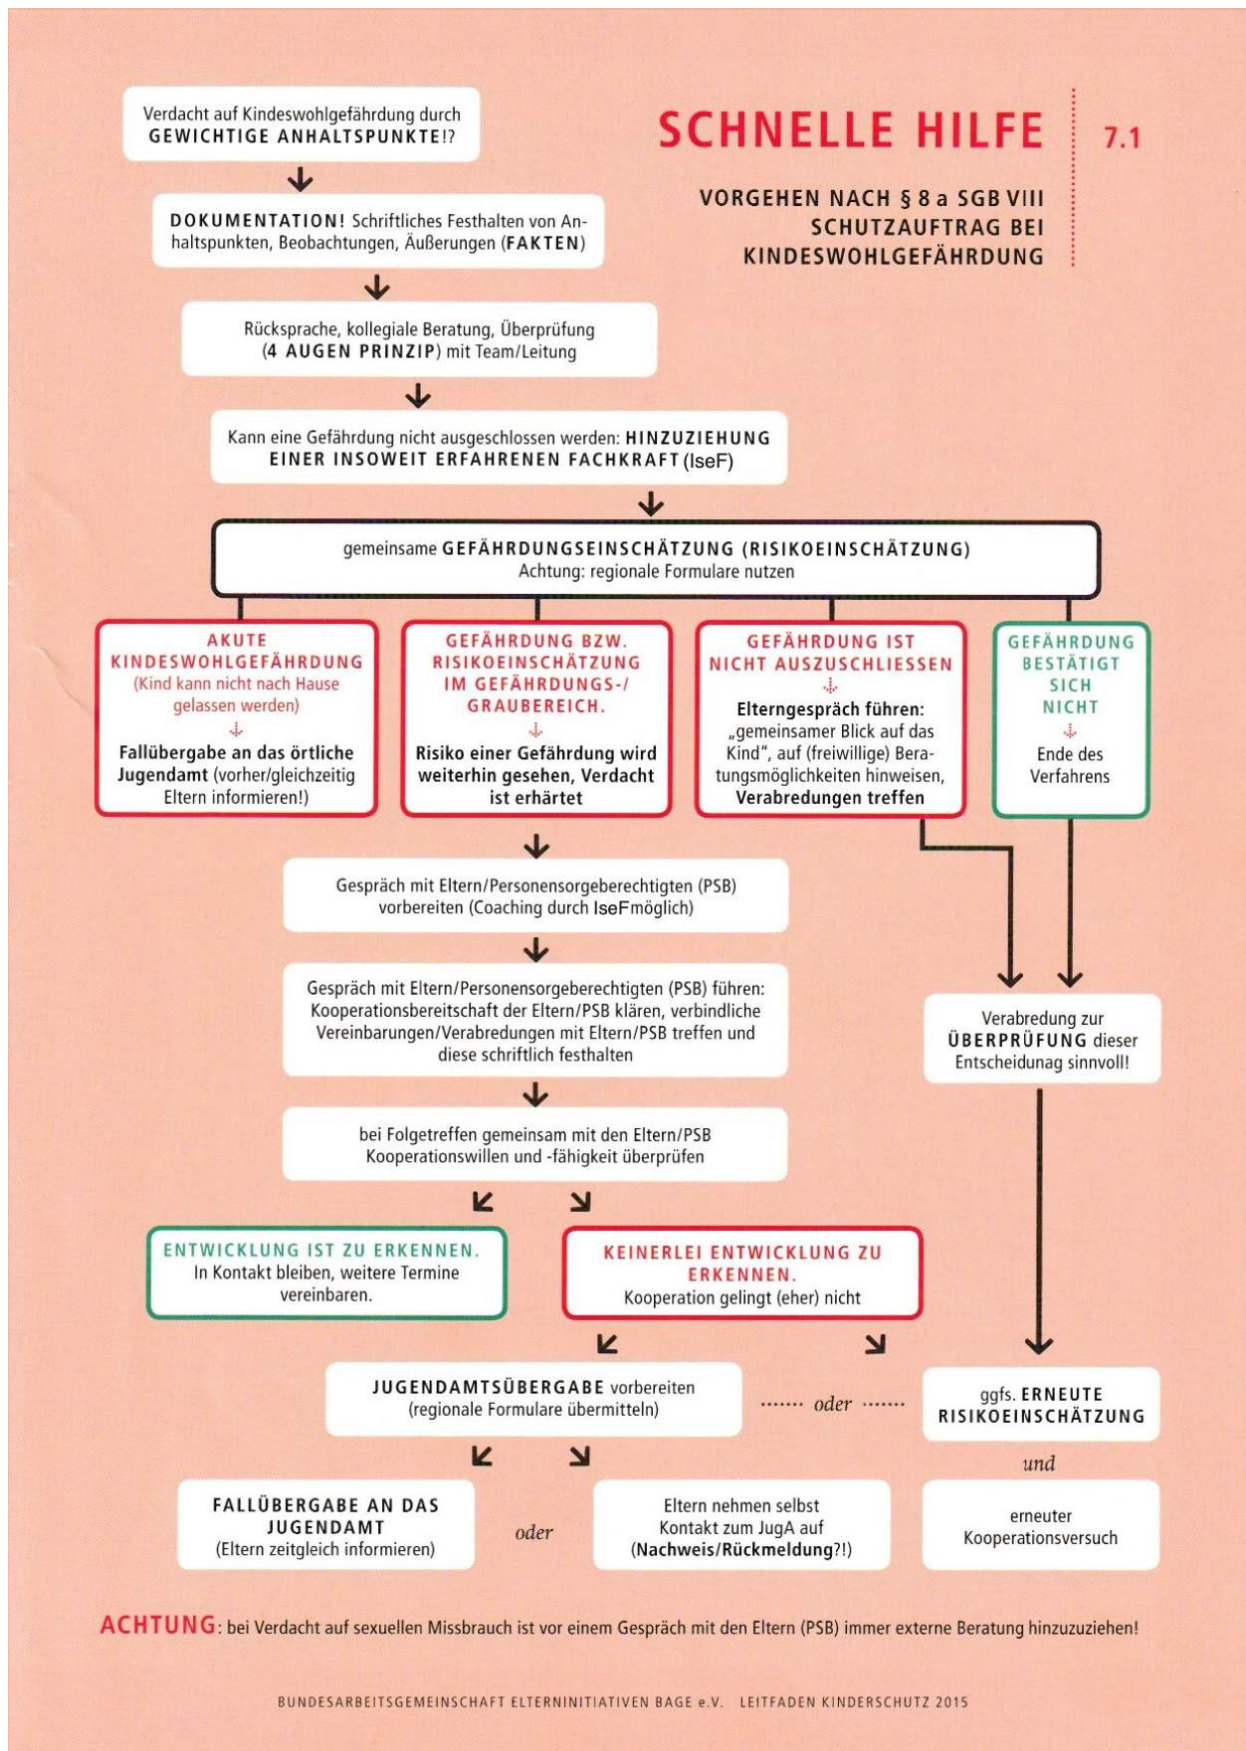 Verdacht auf Kindeswohlgefährdung durch
GEWICHTIGE ANHALTSPUNKTE!?
SCHNELLE HILFE
7.1
VORGEHEN NACH § 8 a SGB VIII
SCHUTZAUFTRAG BEI
KINDESWOHLGEFÄHRDUNG
DOKUMENTATION! Schriftliches Festhalten von An-
haltspunkten, Beobachtungen, Äußerungen (FAKTEN)
Rücksprache, kollegiale Beratung, Überprüfung
(4 AUGEN PRINZIP) mit Team/Leitung
Kann eine Gefährdung nicht ausgeschlossen werden: HINZUZIEHUNG
EINER INSOWEIT ERFAHRENEN FACHKRAFT (IseF)
gemeinsame GEFÄHRDUNGSEINSCHÄTZUNG (RISIKOEINSCHÄTZUNG)
Achtung: regionale Formulare nutzen
AKUTE
KINDESWOHLGEFÄHRDUNG
(Kind kann nicht nach Hause
gelassen werden)
Fallübergabe an das örtliche
Jugendamt (vorher/gleichzeitig
Eltern informieren!)
GEFÄHRDUNG BZW.
RISIKOEINSCHÄTZUNG
IM GEFÄHRDUNGS-/
GRAUBEREICH.
Risiko einer Gefährdung wird
weiterhin gesehen, Verdacht
ist erhärtet
GEFÄHRDUNG IST
NICHT AUSZUSCHLIESSEN
Elterngespräch führen:
„gemeinsamer Blick auf das
Kind“, auf (freiwillige) Bera-
tungsmöglichkeiten hinweisen,
Verabredungen treffen
GEFÄHRDUNG
BESTÄTIGT
SICH
NICHT
Ende des
Verfahrens
Gespräch mit Eltern/Personensorgeberechtigten (PSB)
vorbereiten (Coaching durch IseF möglich)
Gespräch mit Eltern/Personensorgeberechtigten (PSB) führen:
Kooperationsbereitschaft der Eltern/PSB klären, verbindliche
Vereinbarungen/Verabredungen mit Eltern/PSB treffen und
diese schriftlich festhalten
Verabredung zur
ÜBERPRÜFUNG dieser
Entscheidunag sinnvoll!
bei Folgetreffen gemeinsam mit den Eltern/PSB
Kooperationswillen und -fähigkeit überprüfen
ENTWICKLUNG IST ZU ERKENNEN.
In Kontakt bleiben, weitere Termine
vereinbaren.
KEINERLEI ENTWICKLUNG ZU
ERKENNEN.
Kooperation gelingt (eher) nicht
JUGENDAMTSÜBERGABE vorbereiten
(regionale Formulare übermitteln)
....... oder .......
ggfs. ERNEUTE
RISIKOEINSCHÄTZUNG
und
FALLÜBERGABE AN DAS
JUGENDAMT
(Eltern zeitgleich informieren)
oder
Eltern nehmen selbst
Kontakt zum JugA auf
(Nachweis/Rückmeldung?!)
erneuter
Kooperationsversuch
ACHTUNG: bei Verdacht auf sexuellen Missbrauch ist vor einem Gespräch mit den Eltern (PSB) immer externe Beratung hinzuzuziehen!
BUNDESARBEITSGEMEINSCHAFT ELTERNINITIATIVEN BAGE e.V. LEITFADEN KINDERSCHUTZ 2015